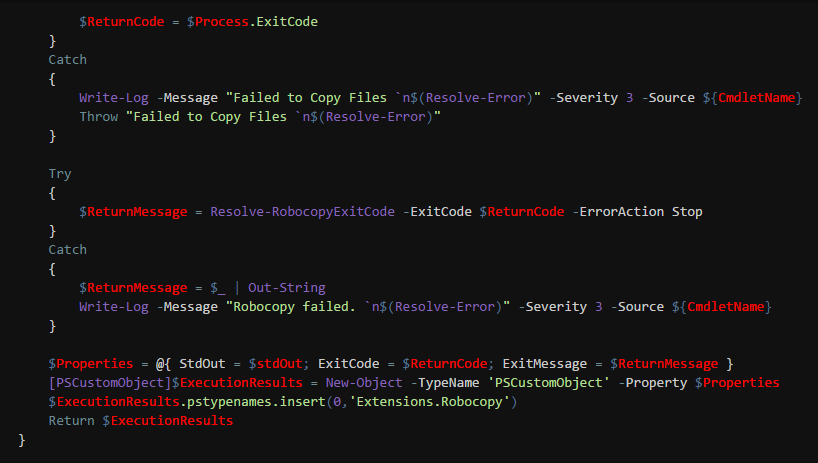 $ReturnCode = $Process.ExitCode
}
Catch
{
Write-Log -Message "Failed to Copy Files `n$(Resolve-Error)" -Severity 3 -Source ${CmdletName}
Throw "Failed to Copy Files `n$(Resolve-Error)"
}
Try
{
$ReturnMessage = Resolve-RobocopyExitCode -ExitCode $ReturnCode -ErrorAction Stop
}
Catch
{
$ReturnMessage = $_ | Out-String
Write-Log -Message "Robocopy failed. `n$(Resolve-Error)" -Severity 3 -Source ${CmdletName}
}
$Properties = @{ StdOut = $stdOut; ExitCode = $ReturnCode; ExitMessage = $ReturnMessage }
[PSCustomObject]$ExecutionResults = New-Object -TypeName 'PSCustomObject' -Property $Properties
$ExecutionResults.pstypenames.insert(0,'Extensions.Robocopy')
Return $ExecutionResults
}